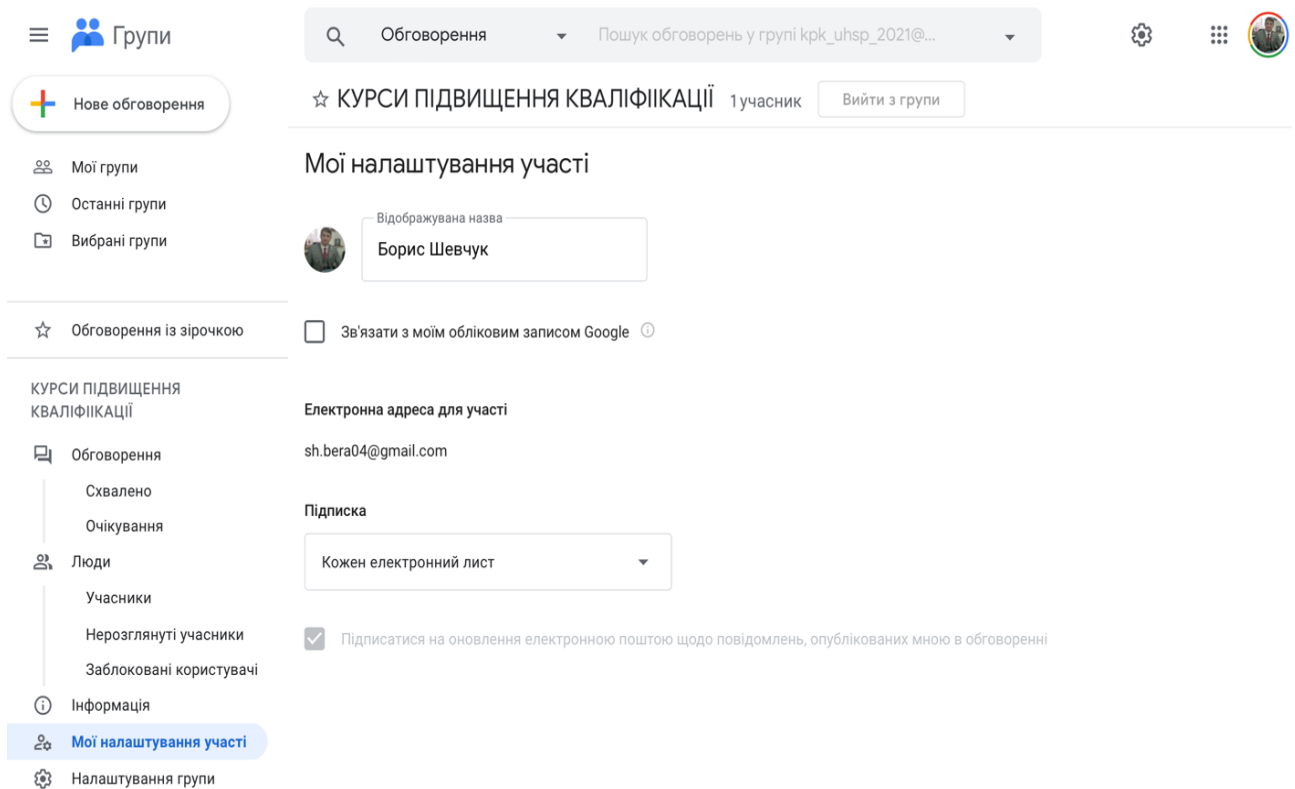 Групи
Обговорення
Пошук обговорень у групі kpk_uhsp_2021@...
Нове обговорення
КУРСИ ПІДВИЩЕННЯ КВАЛІФІІКАЦІЇ
1 учасник
Вийти з групи
Мої групи
Останні групи
Вибрані групи
Обговорення із зірочкою
КУРСИ ПІДВИЩЕННЯ
КВАЛІФІІКАЦІЇ
Обговорення
Схвалено
Очікування
Люди
Учасники
Нерозглянуті учасники
Заблоковані користувачі
Інформація
Мої налаштування участі
Налаштування групи
Мої налаштування участі
Відображувана назва
Борис Шевчук
Зв'язати з моїм обліковим записом Google
Електронна адреса для участі
sh.bera04@gmail.com
Підписка
Кожен електронний лист
Підписатися на оновлення електронною поштою щодо повідомлень, опублікованих мною в обговоренні